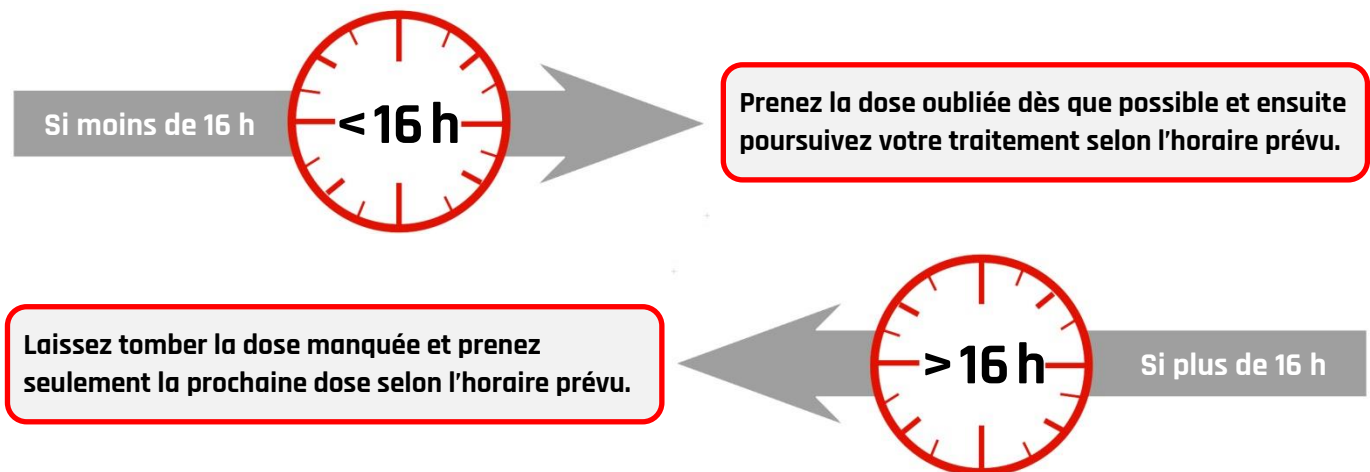 Si moins de 16 h
< 16 h
Prenez la dose oubliée dès que possible et ensuite
poursuivez votre traitement selon l’horaire prévu.
Laissez tomber la dose manquée et prenez
seulement la prochaine dose selon l’horaire prévu.
> 16 h
Si plus de 16 h